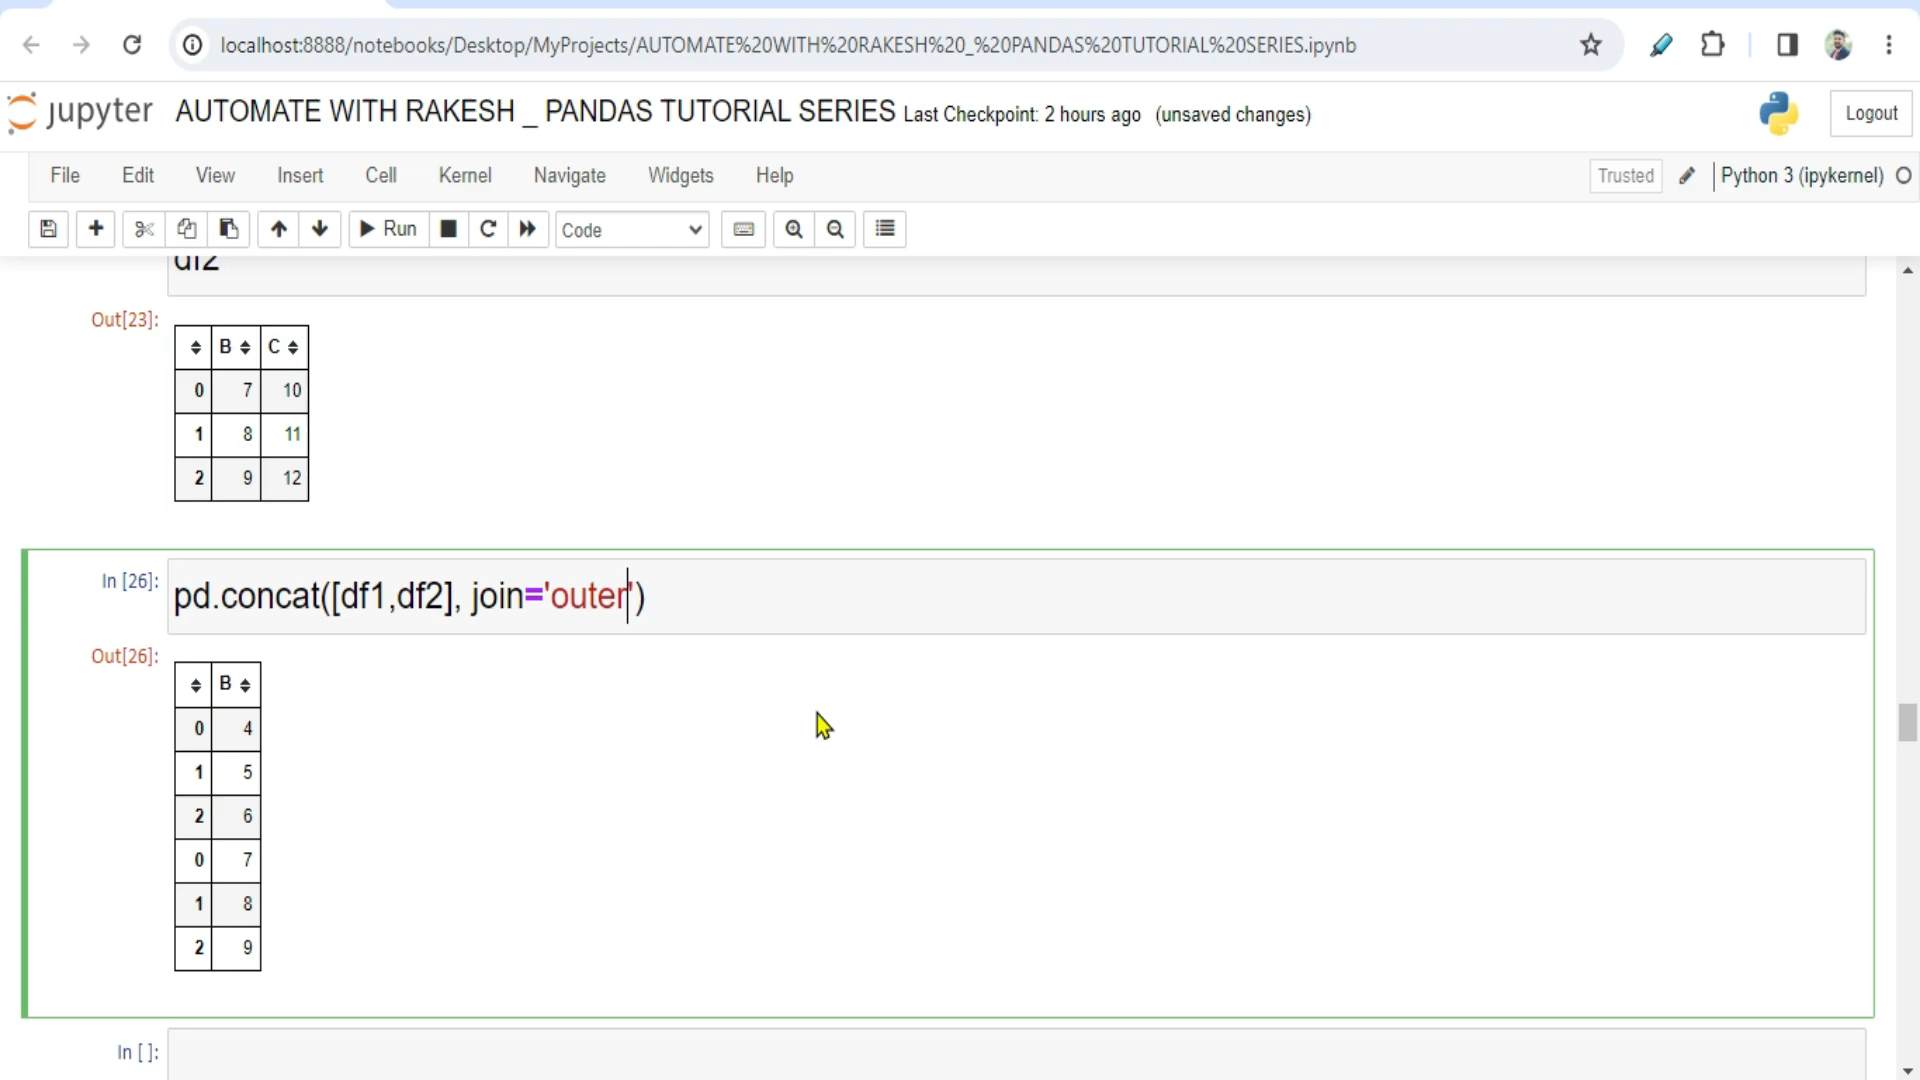 localhost:8888/notebooks/Desktop/MyProjects/AUTOMATE%20WITH%20RAKESH%20_%20PANDAS%20TUTORIAL%20SERIES.ipynb
jupyter AUTOMATE WITH RAKESH _ PANDAS TUTORIAL SERIES Last Checkpoint: 2 hours ago (unsaved changes) Logout
File Edit View Insert Cell Kernel Navigate Widgets Help Trusted Python 3 (ipykernel)
Run Code
df2
Out[23]:
B C
0 7 10
1 8 11
2 9 12
In [26]: pd.concat([df1,df2], join='outer')
Out[26]:
B
0 4
1 5
2 6
0 7
1 8
2 9
In [ ]: